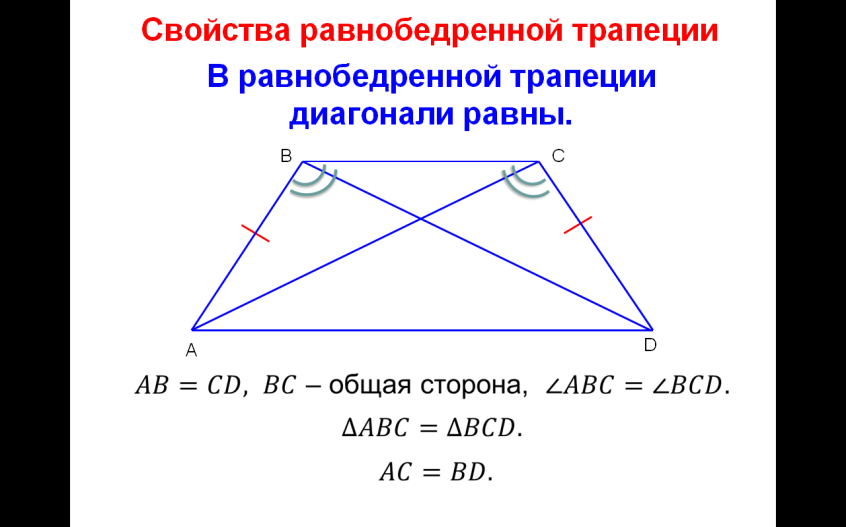 Свойства равнобедренной трапеции
В равнобедренной трапеции
диагонали равны.
B
C
A
D
AB = CD, BC – общая сторона, ∠ABC = ∠BCD.
ΔABC = ΔBCD.
AC = BD.